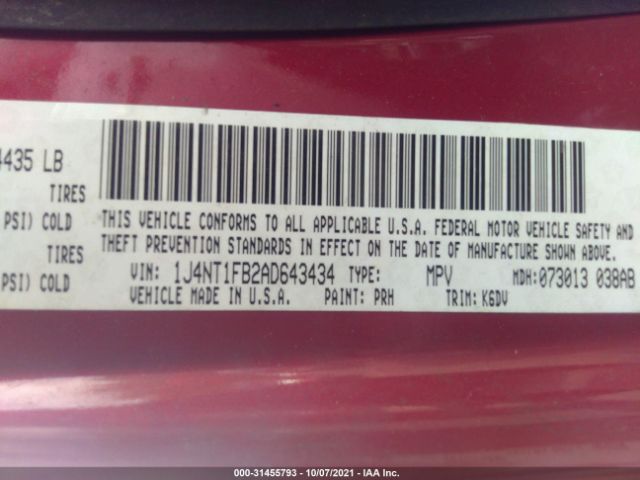 4435 LB
TIRES
PSI) COLD
TIRES
PSI) COLD
THIS VEHICLE CONFORMS TO ALL APPLICABLE U.S.A. FEDERAL MOTOR VEHICLE SAFETY AND
THEFT PREVENTION STANDARDS IN EFFECT ON THE DATE OF MANUFACTURE SHOWN ABOVE.
VIN: 1J4NT1FB2AD643434 TYPE: MPV MDH:073013 038AB
VEHICLE MADE IN U.S.A. PAINT: PRH TRIM: K6DV
000-31455793 - 10/07/2021 - IAA Inc.